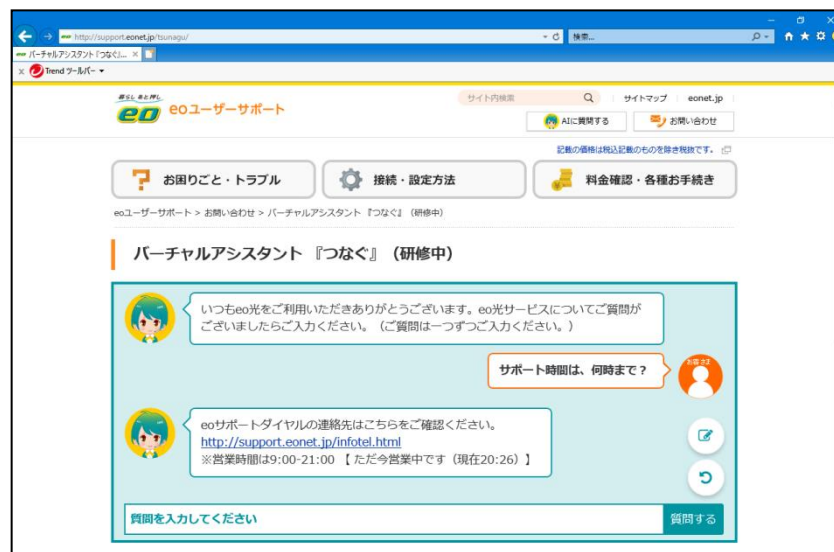 http://support.eonet.jp/tsunagu/
検索...
バーチャルアシスタント『つなぐ』...
Trend ツールバー
eo
eoユーザーサポート
サイト内検索
サイトマップ
eonet.jp
AIに質問する
お問い合わせ
記載の価格は税込記載のものを除き税抜です。
お困りごと・トラブル
接続・設定方法
料金確認・各種お手続き
eoユーザーサポート > お問い合わせ > バーチャルアシスタント『つなぐ』（研修中）
バーチャルアシスタント 『つなぐ』（研修中）
いつもeo光をご利用いただきありがとうございます。eo光サービスについてご質問が
ございましたらご入力ください。（ご質問は一つずつご入力ください。）
お客さま
サポート時間は、何時まで？
eoサポートダイヤルの連絡先はこちらをご確認ください。
http://support.eonet.jp/infotel.html
※営業時間は9:00-21:00 【 ただ今営業中です（現在20:26）】
質問を入力してください
質問する